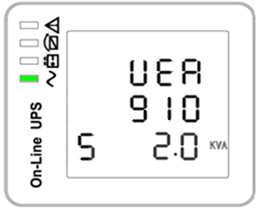 UEA
910
S 2.0 KVA
On-Line UPS